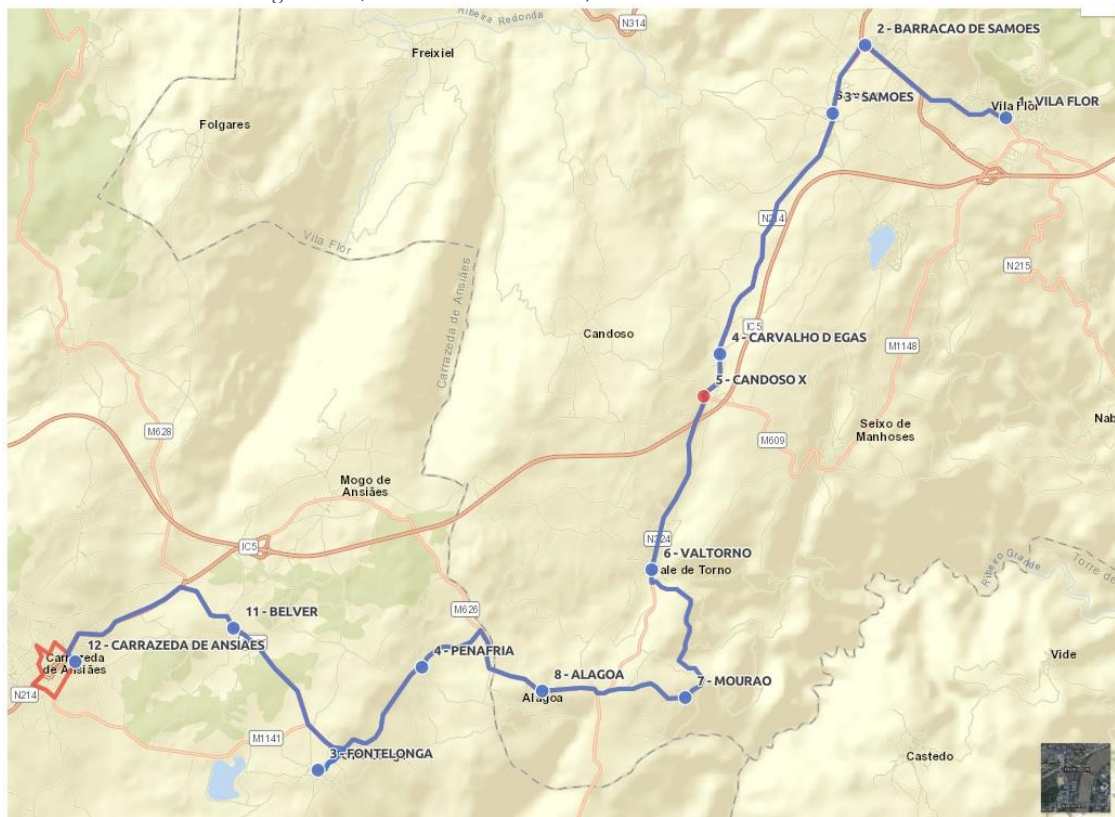 Ribeira Redonda
N314
2 - BARRACAO DE SAMOES
Freixiel
3 - SAMOES
Vila Flor
1 - VILA FLOR
Folgares
N214
Vila Flor
Carrazeda de Ansiães
N215
Candoso
IC5
4 - CARVALHO D EGAS
M1148
5 - CANDOSO X
M628
M609
Seixo de
Manhoses
Nab
Mogo de
Ansiães
IC5
6 - VALTORNO
ale de Torno
Ribeiro Grande
Torre de
M626
11 - BELVER
12 - CARRAZEDA DE ANSIAES
Carrazeda
de Ansiães
4 - PENAFRIA
Vide
8 - ALAGOA
Alagoa
7 - MOURAO
N214
M1141
3 - FONTELONGA
Castedo